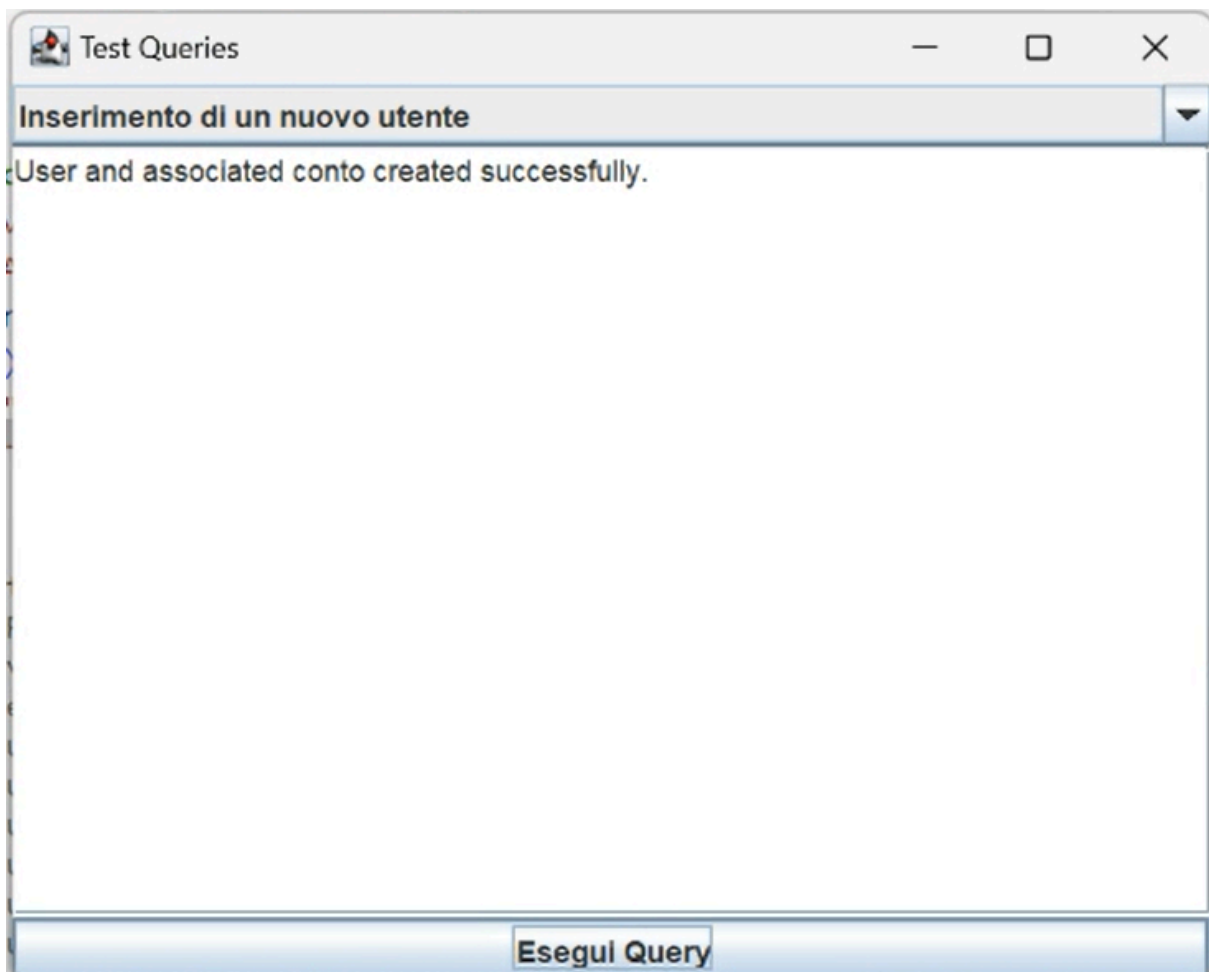 Test Queries
Inserimento di un nuovo utente
User and associated conto created successfully.
Esegui Query